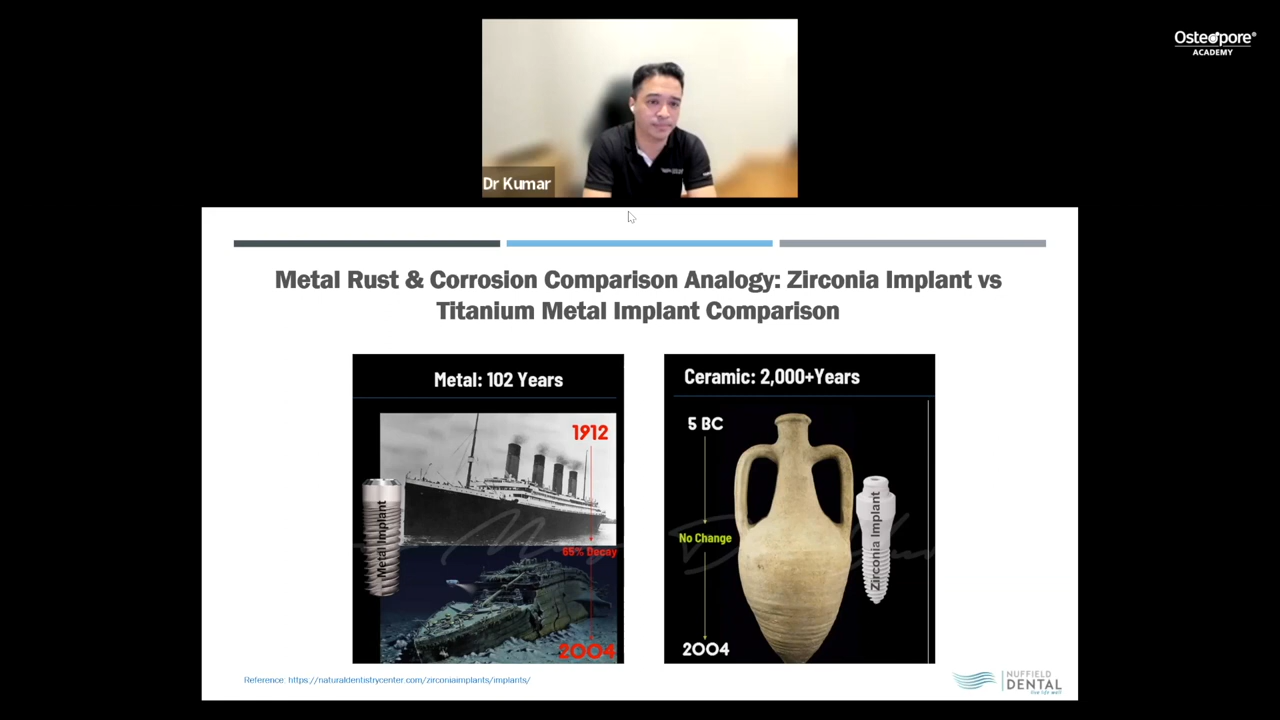 Osteopore®
ACADEMY
Dr Kumar
Metal Rust & Corrosion Comparison Analogy: Zirconia Implant vs
Titanium Metal Implant Comparison
Metal: 102 Years
1912
Metal Implant
65% Decay
2004
Ceramic: 2,000+Years
5 BC
No Change
Zirconia Implant
2004
Reference: https://naturaldentistrycenter.com/zirconiaimplants/implants/
NUFFIELD
DENTAL